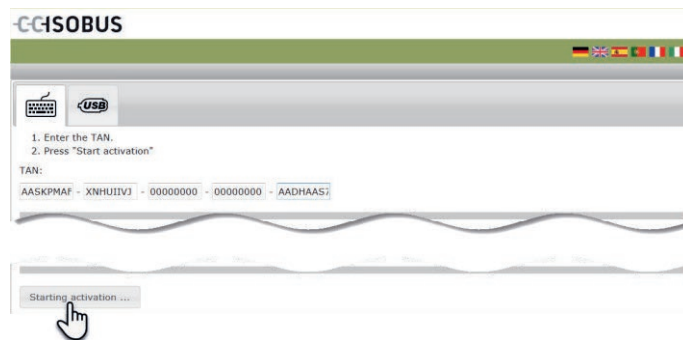 CCISOBUS
USB
1. Enter the TAN.
2. Press "Start activation"
TAN:
AASKPMAF - XNHUIIVJ - 00000000 - 00000000 - AADHAAS
Starting activation ...